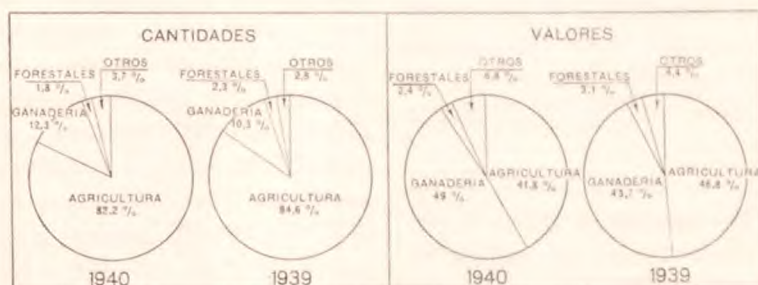 CANTIDADES
OTROS
3,7 %
FORESTALES
1,8 %
GANADERIA
12,3 %
AGRICULTURA
82,2 %
1940
OTROS
2,8 %
FORESTALES
2,3 %
GANADERIA
10,3 %
AGRICULTURA
84,6 %
1939
VALORES
OTROS
6,8 %
FORESTALES
2,4 %
GANADERIA
49 %
AGRICULTURA
41,8 %
1940
OTROS
FORESTALES
3,1 %
GANADERIA
43,7 %
AGRICULTURA
1939